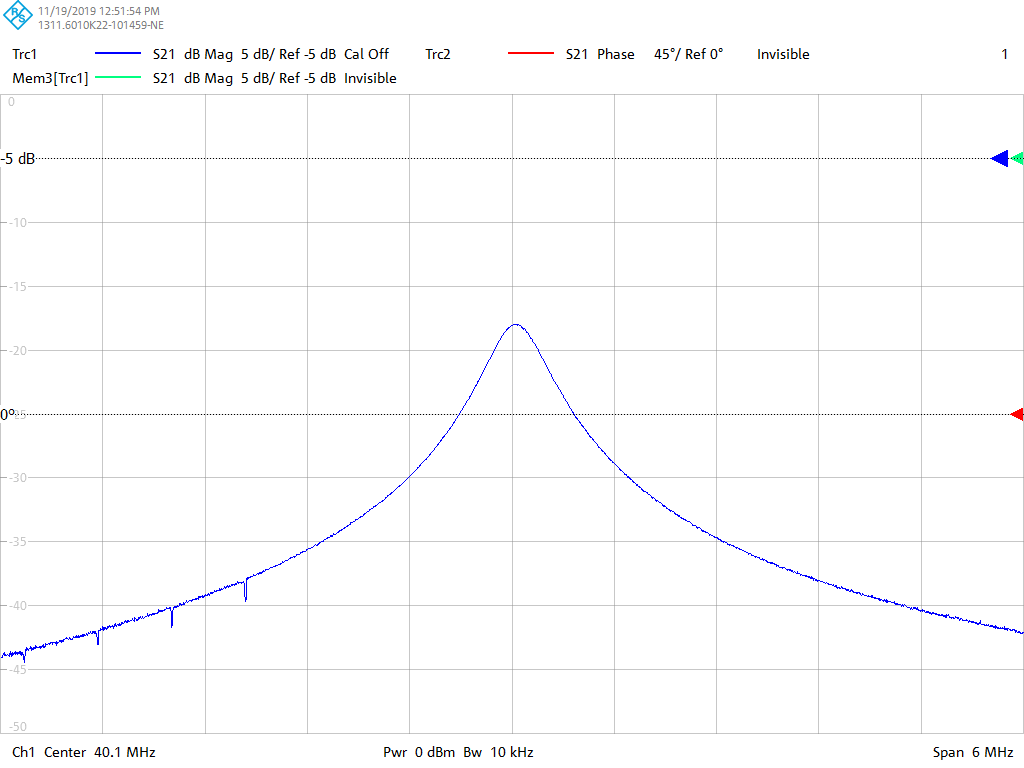 R&S
11/19/2019 12:51:54 PM
1311.6010K22-101459-NE
Trc1 S21 dB Mag 5 dB/ Ref -5 dB Cal Off Trc2 S21 Phase 45°/ Ref 0° Invisible 1
Mem3[Trc1] S21 dB Mag 5 dB/ Ref -5 dB Invisible
0
-5 dB
-10
-15
-20
0° -25
-30
-35
-40
-45
-50
Ch1 Center 40.1 MHz Pwr 0 dBm Bw 10 kHz Span 6 MHz